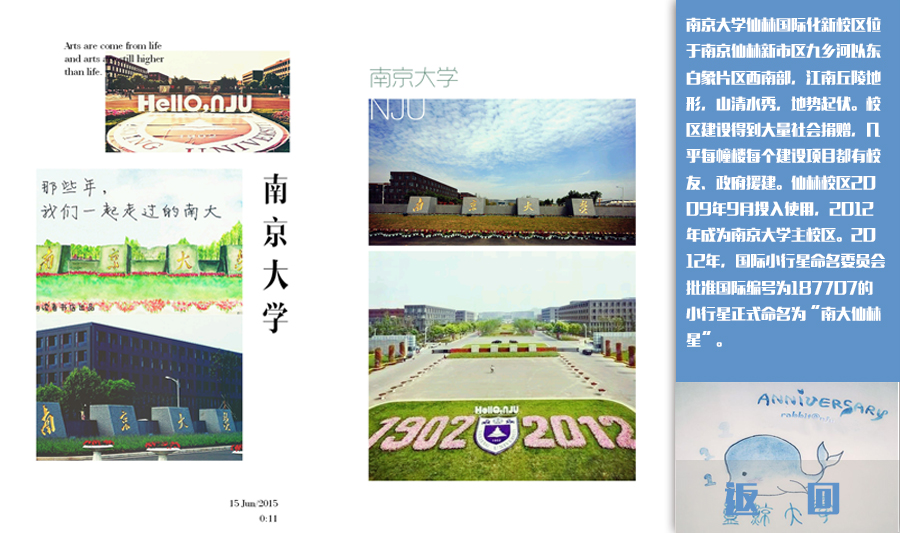 Arts are come from life
and arts are still higher
than life.
HellO,NJU
那些年，
我们一起走过的南大
南京大学
15 Jun/2015
0:11
南京大学
NJU
南京大学
HellO,NJU
1902 2012
南京大学仙林国际化新校区位
于南京仙林新市区九乡河以东
白象片区西南部，江南丘陵地
形，山清水秀，地势起伏。校
区建设得到大量社会捐赠，几
乎每幢楼每个建设项目都有校
友、政府援建。仙林校区20
09年9月投入使用，2012
年成为南京大学主校区。20
12年，国际小行星命名委员会
批准国际编号为187707的
小行星正式命名为“南大仙林
星”。
ANNIVERSARY
返 回